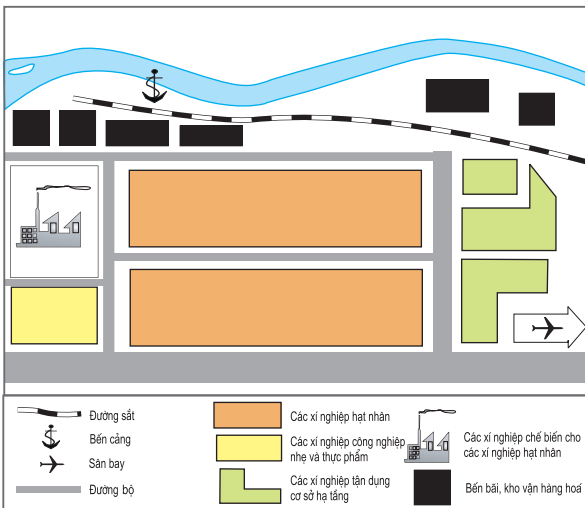 Đường sắt
Bến cảng
Sân bay
Đường bộ
Các xí nghiệp hạt nhân
Các xí nghiệp công nghiệp
nhẹ và thực phẩm
Các xí nghiệp tận dụng
cơ sở hạ tầng
Các xí nghiệp chế biến cho
các xí nghiệp hạt nhân
Bến bãi, kho vận hàng hoá